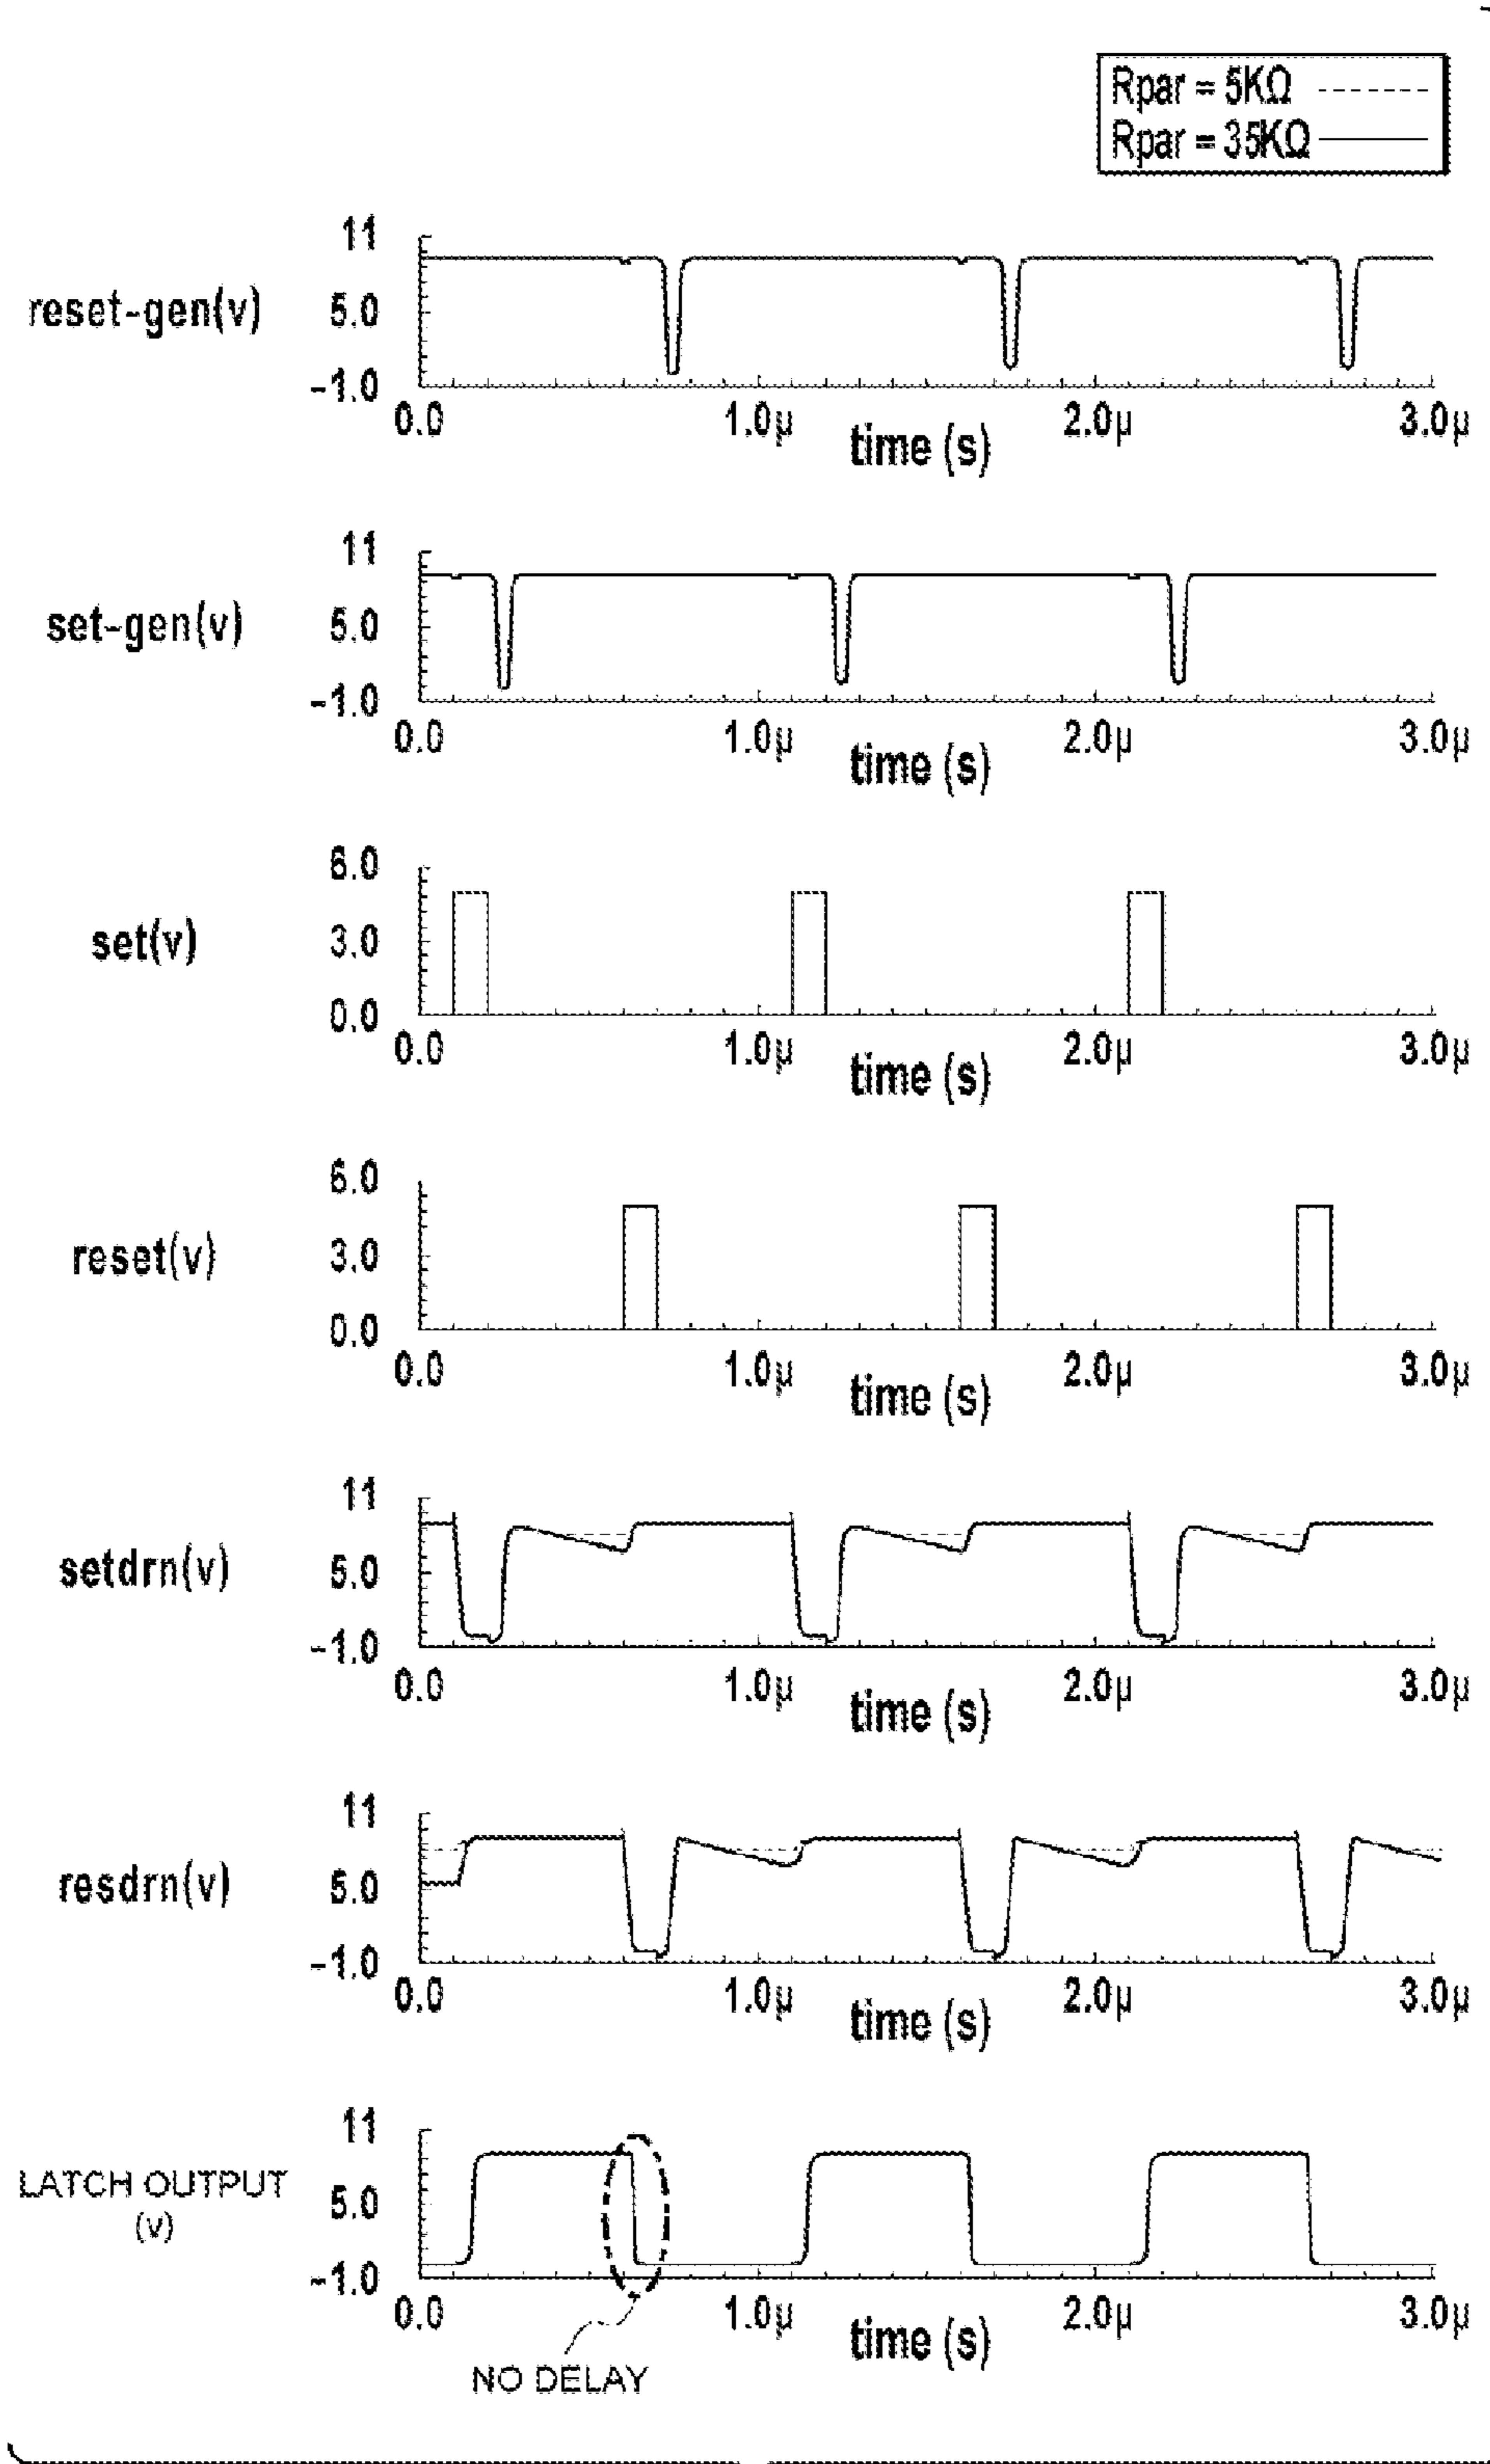 Rpar = 5KΩ
Rpar = 35KΩ
reset-gen(v)
11
5.0
-1.0
0.0 1.0μ 2.0μ 3.0μ
time (s)
set-gen(v)
11
5.0
-1.0
0.0 1.0μ 2.0μ 3.0μ
time (s)
set(v)
6.0
3.0
0.0
0.0 1.0μ 2.0μ 3.0μ
time (s)
reset(v)
6.0
3.0
0.0
0.0 1.0μ 2.0μ 3.0μ
time (s)
setdrn(v)
11
5.0
-1.0
0.0 1.0μ 2.0μ 3.0μ
time (s)
resdrn(v)
11
5.0
-1.0
0.0 1.0μ 2.0μ 3.0μ
time (s)
LATCH OUTPUT
(v)
11
5.0
-1.0
0.0 1.0μ 2.0μ 3.0μ
time (s)
NO DELAY